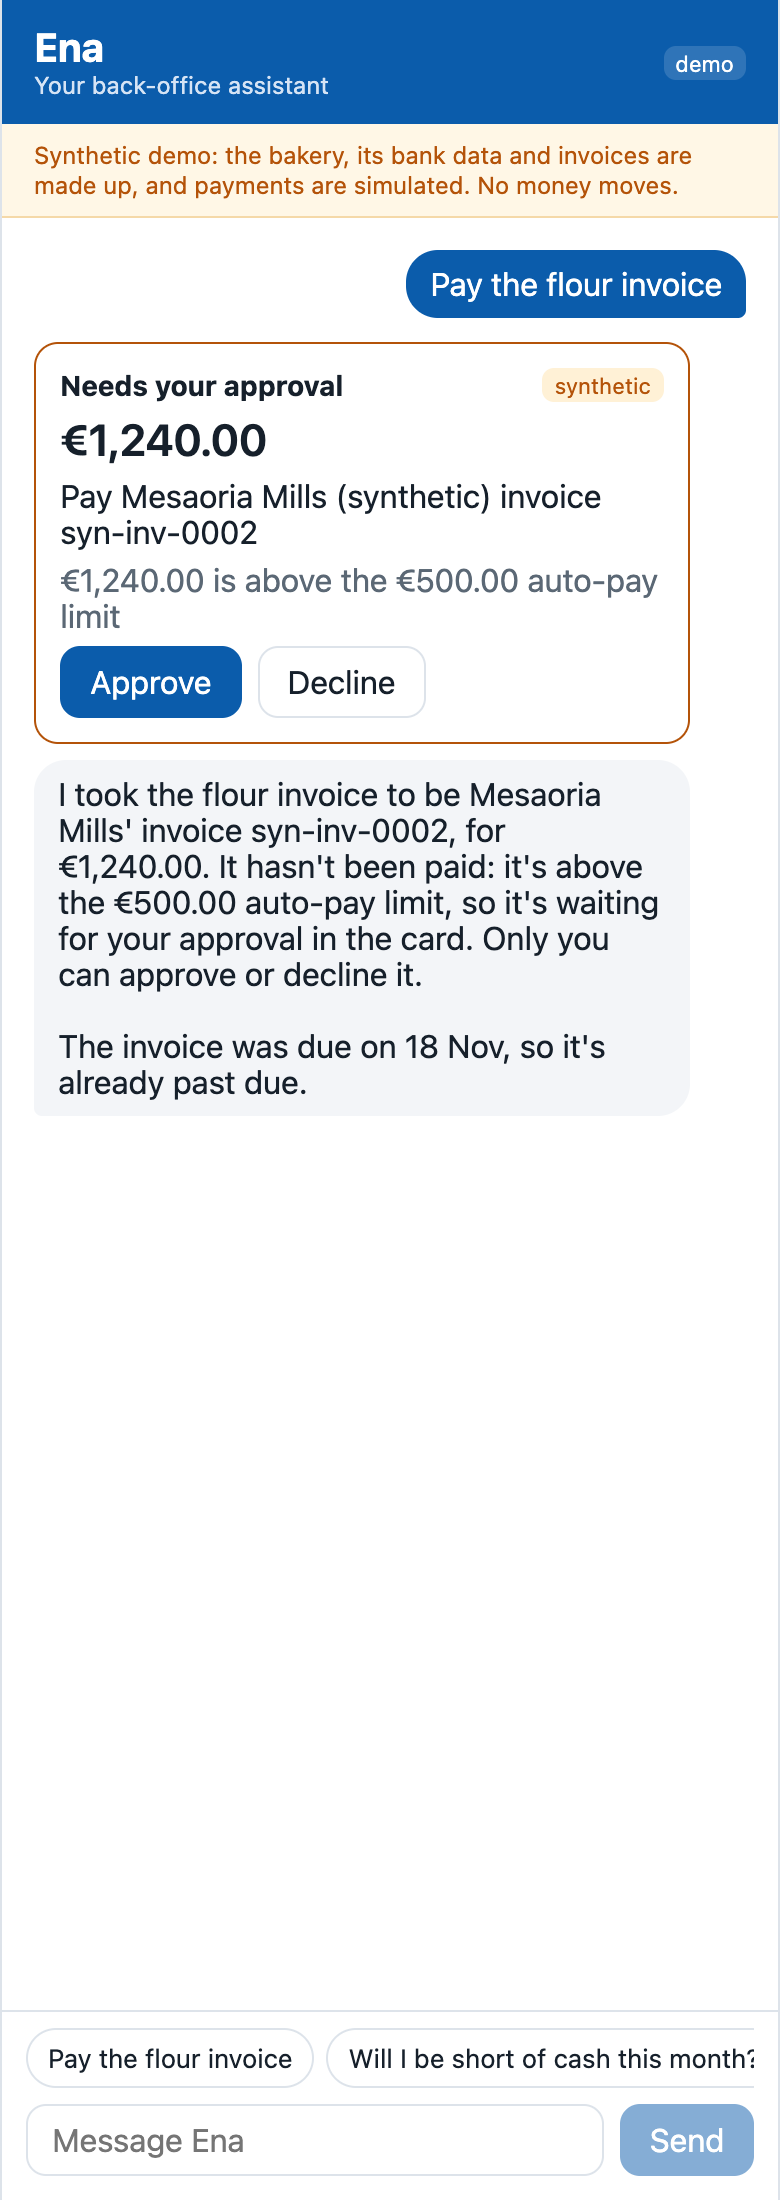 Ena
Your back-office assistant
demo
Synthetic demo: the bakery, its bank data and invoices are
made up, and payments are simulated. No money moves.
Pay the flour invoice
Needs your approval
synthetic
€1,240.00
Pay Mesaoria Mills (synthetic) invoice
syn-inv-0002
€1,240.00 is above the €500.00 auto-pay
limit
Approve
Decline
I took the flour invoice to be Mesaoria
Mills' invoice syn-inv-0002, for
€1,240.00. It hasn't been paid: it's above
the €500.00 auto-pay limit, so it's waiting
for your approval in the card. Only you
can approve or decline it.
The invoice was due on 18 Nov, so it's
already past due.
Pay the flour invoice
Will I be short of cash this month?
Message Ena
Send